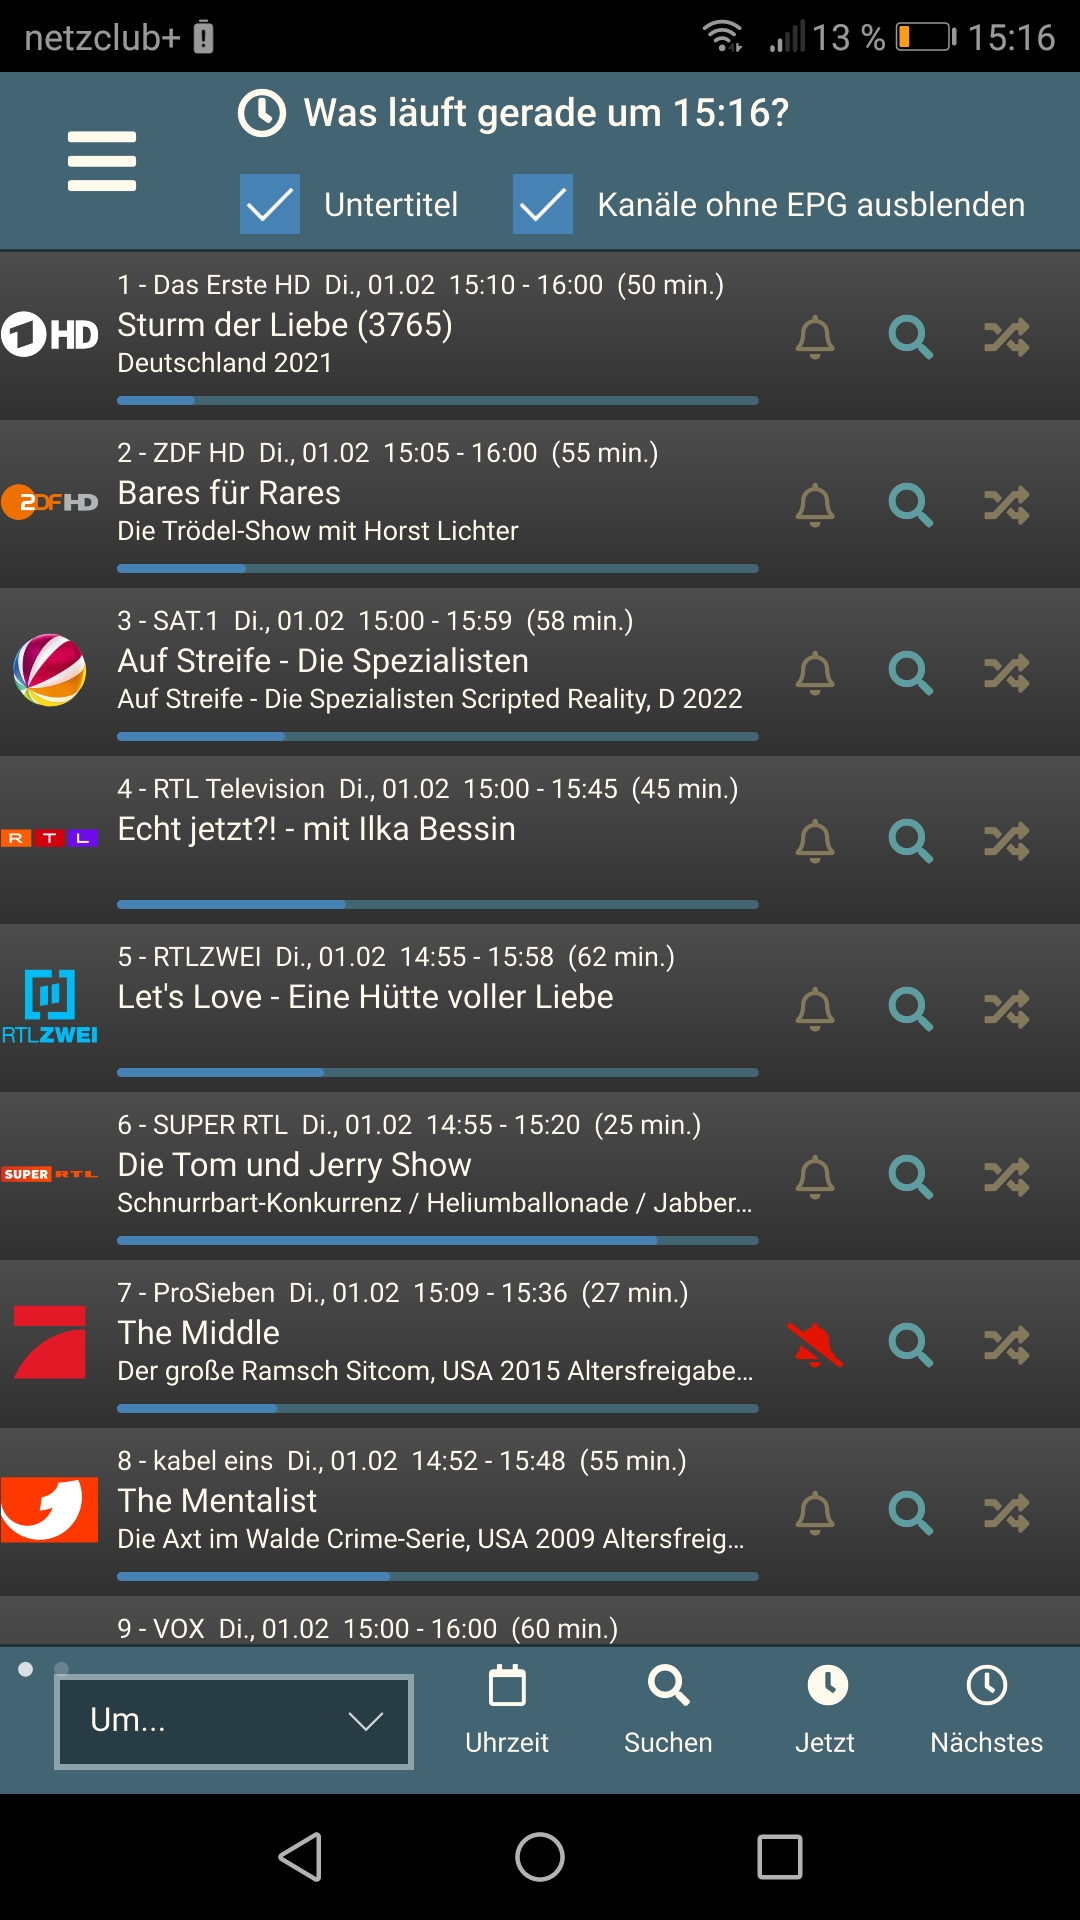 netzclub+ 13 % 15:16
Was läuft gerade um 15:16?
Untertitel Kanäle ohne EPG ausblenden
1 - Das Erste HD Di., 01.02 15:10 - 16:00 (50 min.)
HD
Sturm der Liebe (3765)
Deutschland 2021
2 - ZDF HD Di., 01.02 15:05 - 16:00 (55 min.)
2DFHD
Bares für Rares
Die Trödel-Show mit Horst Lichter
3 - SAT.1 Di., 01.02 15:00 - 15:59 (58 min.)
Auf Streife - Die Spezialisten
Auf Streife - Die Spezialisten Scripted Reality, D 2022
4 - RTL Television Di., 01.02 15:00 - 15:45 (45 min.)
RTL
Echt jetzt?! - mit Ilka Bessin
5 - RTLZWEI Di., 01.02 14:55 - 15:58 (62 min.)
Let's Love - Eine Hütte voller Liebe
RTLZWEI
6 - SUPER RTL Di., 01.02 14:55 - 15:20 (25 min.)
Die Tom und Jerry Show
SUPER RTL
Schnurrbart-Konkurrenz / Heliumballonade / Jabber...
7 - ProSieben Di., 01.02 15:09 - 15:36 (27 min.)
The Middle
Der große Ramsch Sitcom, USA 2015 Altersfreigabe...
8 - kabel eins Di., 01.02 14:52 - 15:48 (55 min.)
The Mentalist
Die Axt im Walde Crime-Serie, USA 2009 Altersfreig...
9 - VOX Di., 01.02 15:00 - 16:00 (60 min.)
Um...
Uhrzeit Suchen Jetzt Nächstes